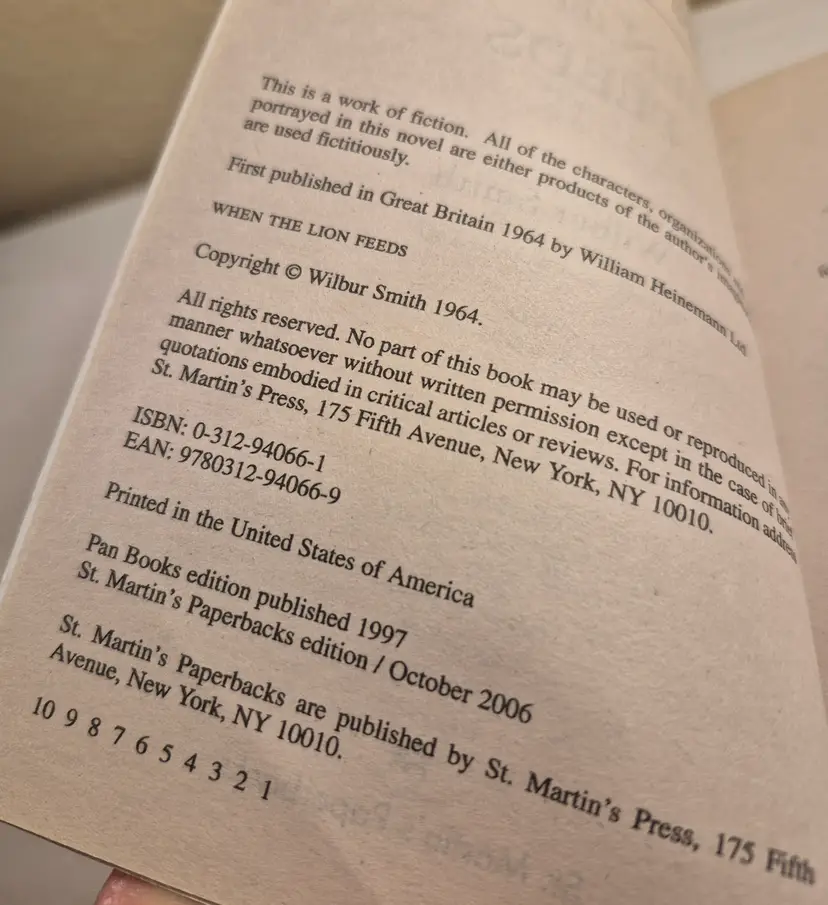 This is a work of fiction. All of the characters, organizations,
portrayed in this novel are either products of the author's
are used fictitiously.
First published in Great Britain 1964 by William Heinemann Ltd
WHEN THE LION FEEDS
Copyright © Wilbur Smith 1964.
All rights reserved. No part of this book may be used or reproduced in
manner whatsoever without written permission except in the case of brief
quotations embodied in critical articles or reviews. For information address
St. Martin's Press, 175 Fifth Avenue, New York, NY 10010.
ISBN: 0-312-94066-1
EAN: 9780312-94066-9
Printed in the United States of America
Pan Books edition published 1997
St. Martin's Paperbacks edition / October 2006
St. Martin's Paperbacks are published by St. Martin's Press, 175 Fifth
Avenue, New York, NY 10010.
10 9 8 7 6 5 4 3 2 1